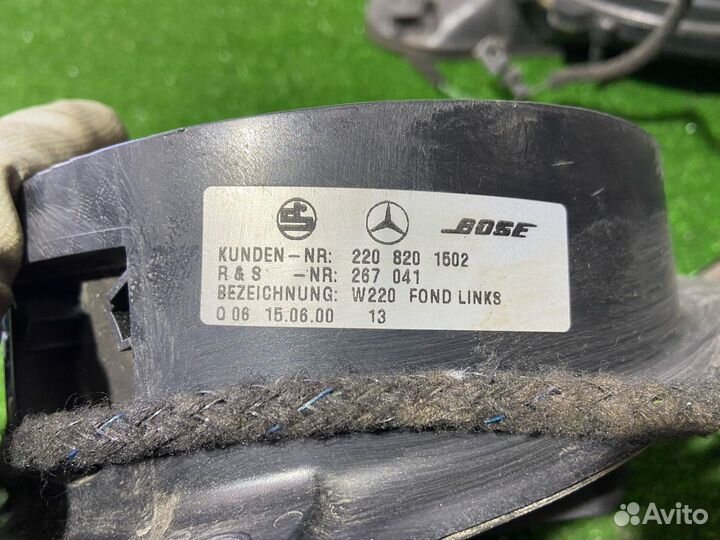 BOSE
KUNDEN-NR: 220 820 1502
R & S -NR: 267 041
BEZEICHNUNG: W220 FOND LINKS
0 06 15.06.00 13
Avito